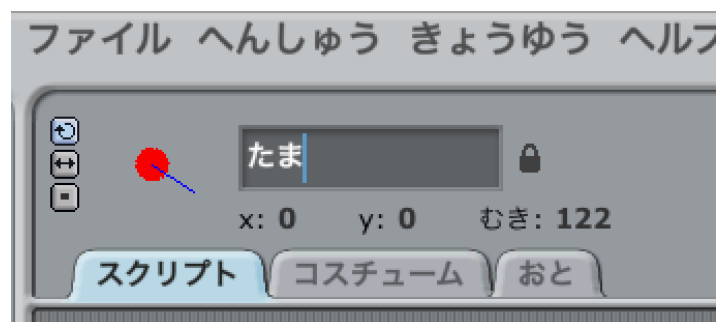 ファイル へんしゅう きょうゆう ヘルプ
たま
x: 0 y: 0 むき: 122
スクリプト コスチューム おと